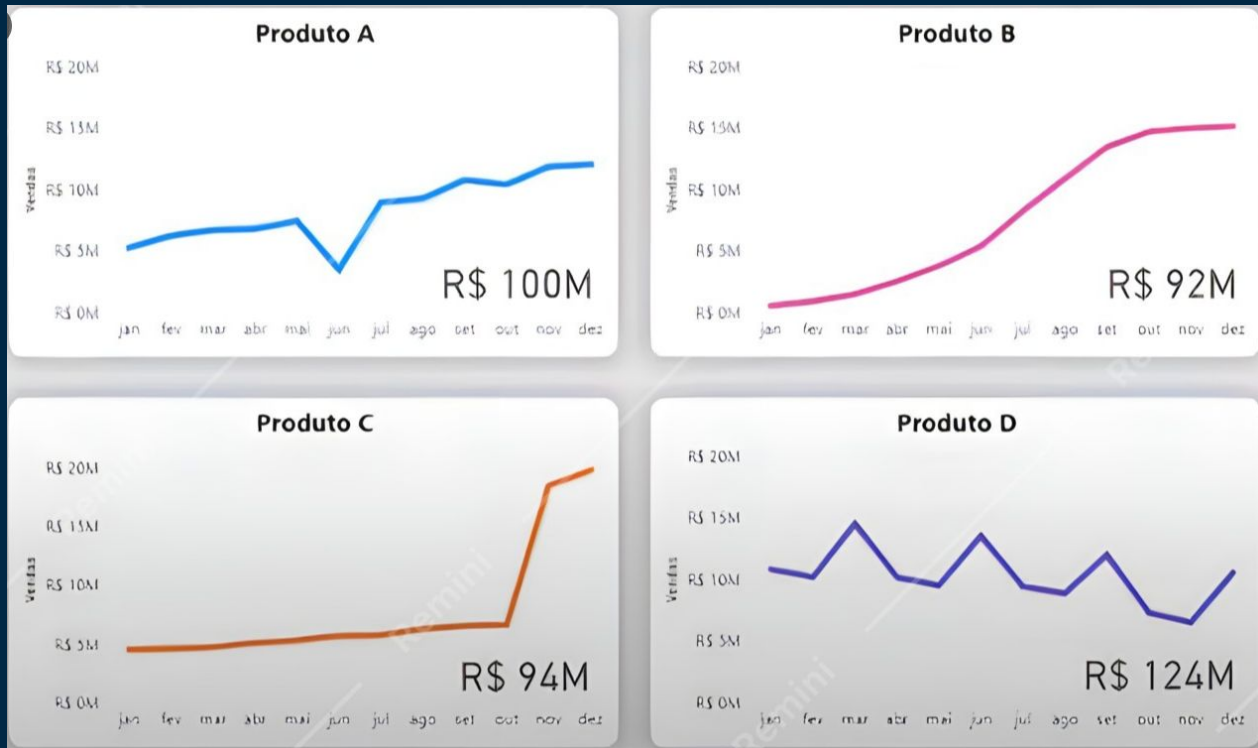 Produto A
R$ 20M
R$ 15M
R$ 10M
R$ 5M
R$ 0M
Vendas
jan fev mar abr mai jun jul ago set out nov dez
R$ 100M
Produto B
R$ 20M
R$ 15M
R$ 10M
R$ 5M
R$ 0M
Vendas
jan fev mar abr mai jun jul ago set out nov dez
R$ 92M
Produto C
R$ 20M
R$ 15M
R$ 10M
R$ 5M
R$ 0M
Vendas
jan fev mar abr mai jun jul ago set out nov dez
R$ 94M
Produto D
R$ 20M
R$ 15M
R$ 10M
R$ 5M
R$ 0M
Vendas
jan fev mar abr mai jun jul ago set out nov dez
R$ 124M
Remini
Remini
Remini